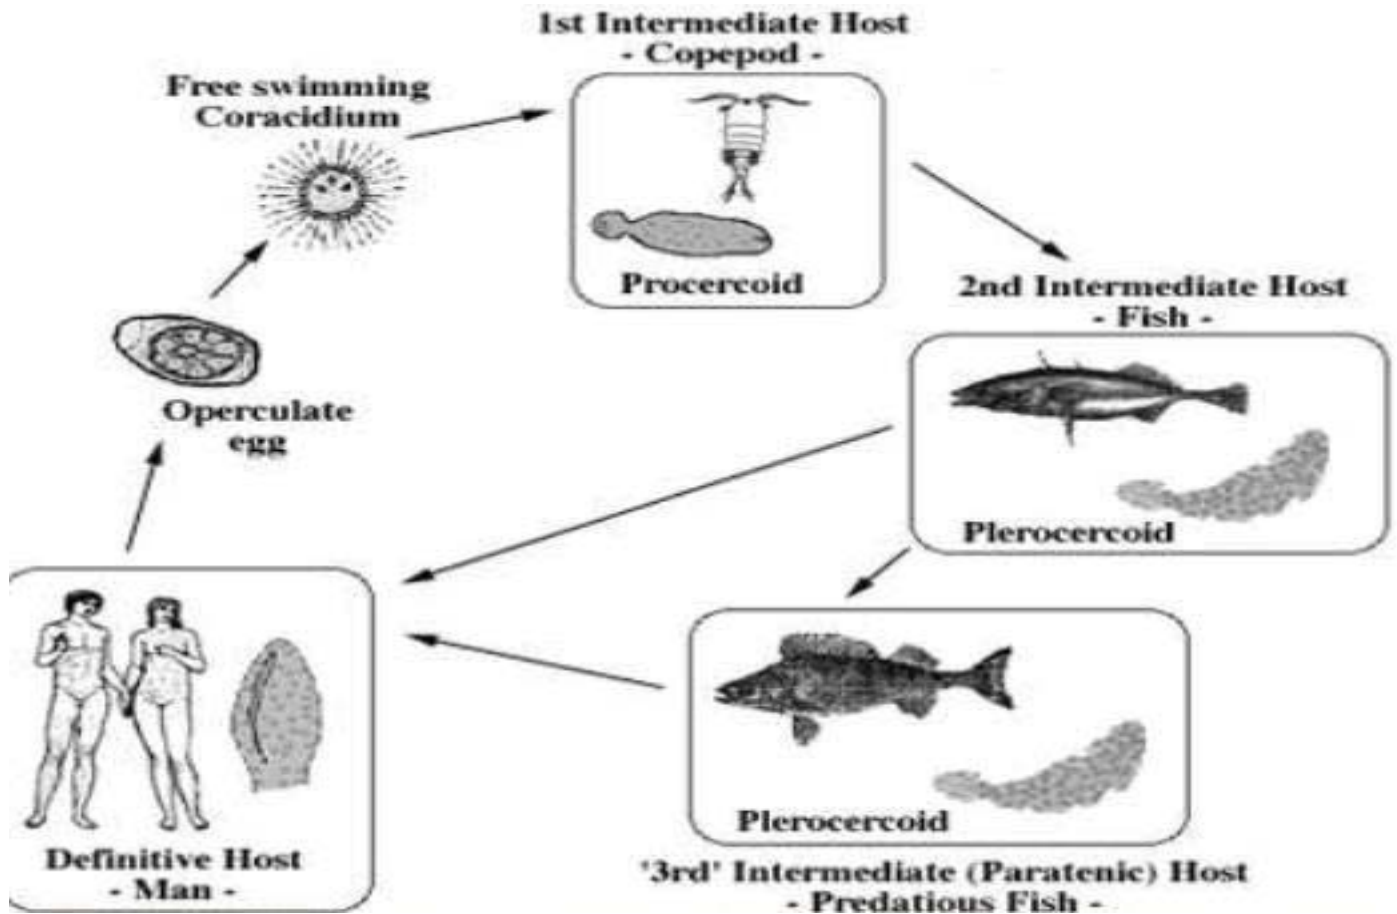 1st Intermediate Host
- Copepod -
Free swimming
Coracidium
Procercoid
2nd Intermediate Host
- Fish -
Operculate
egg
Plerocercoid
Plerocercoid
Definitive Host
- Man -
'3rd' Intermediate (Paratenic) Host
- Predatious Fish -